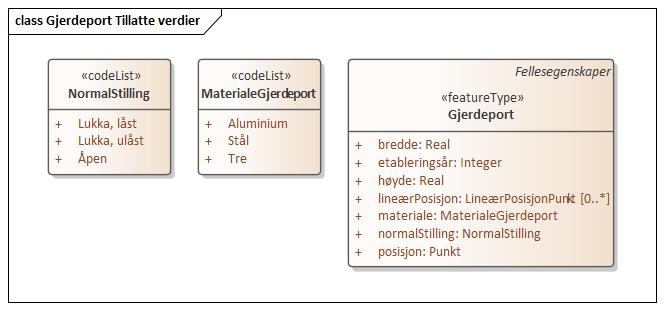 class Gjerdeport Tillatte verdier
«codeList»
NormalStilling
+ Lukka, låst
+ Lukka, ulåst
+ Åpen
«codeList»
MaterialeGjerdeport
+ Aluminium
+ Stål
+ Tre
Fellesegenskaper
«featureType»
Gjerdeport
+ bredde: Real
+ etableringsår: Integer
+ høyde: Real
+ lineærPosisjon: LineærPosisjonPunkt [0..*]
+ materiale: MaterialeGjerdeport
+ normalStilling: NormalStilling
+ posisjon: Punkt